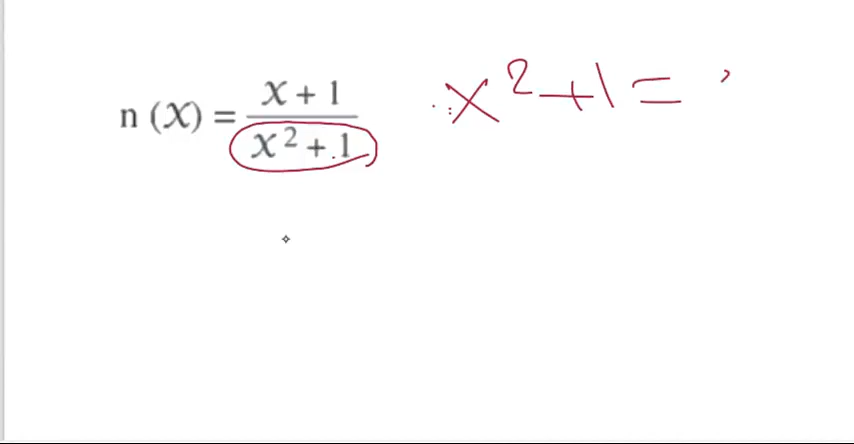 n (X) = X + 1 / X² + 1
x² + 1 =